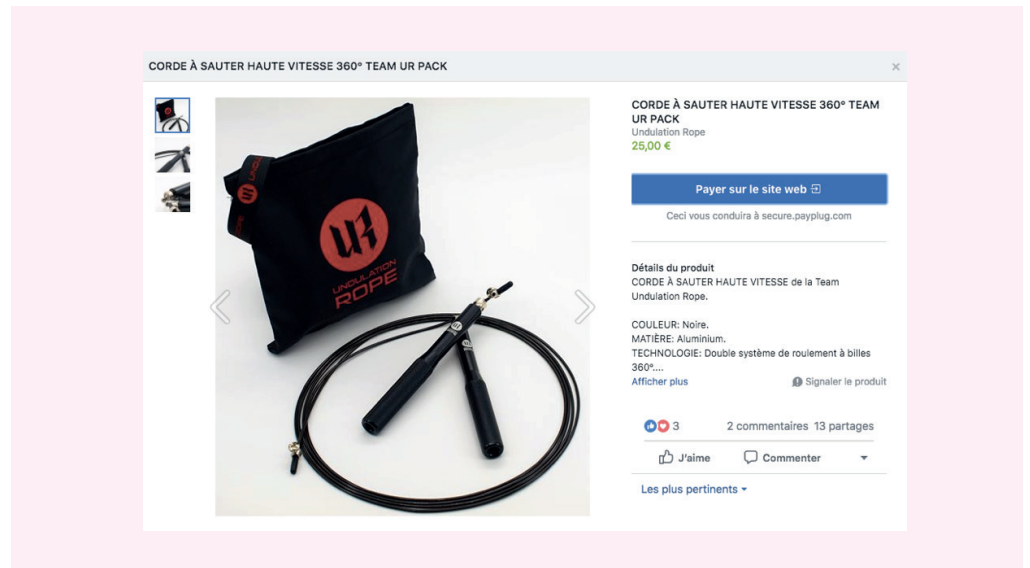 CORDE À SAUTER HAUTE VITESSE 360° TEAM UR PACK
×
UNDULATION
ROPE
CORDE À SAUTER HAUTE VITESSE 360° TEAM
UR PACK
Undulation Rope
25,00 €
Payer sur le site web
Ceci vous conduira à secure.payplug.com
Détails du produit
CORDE À SAUTER HAUTE VITESSE de la Team
Undulation Rope.
COULEUR: Noire.
MATIÈRE: Aluminium.
TECHNOLOGIE: Double système de roulement à billes
360°....
Afficher plus
Signaler le produit
3
2 commentaires 13 partages
J'aime
Commenter
Les plus pertinents